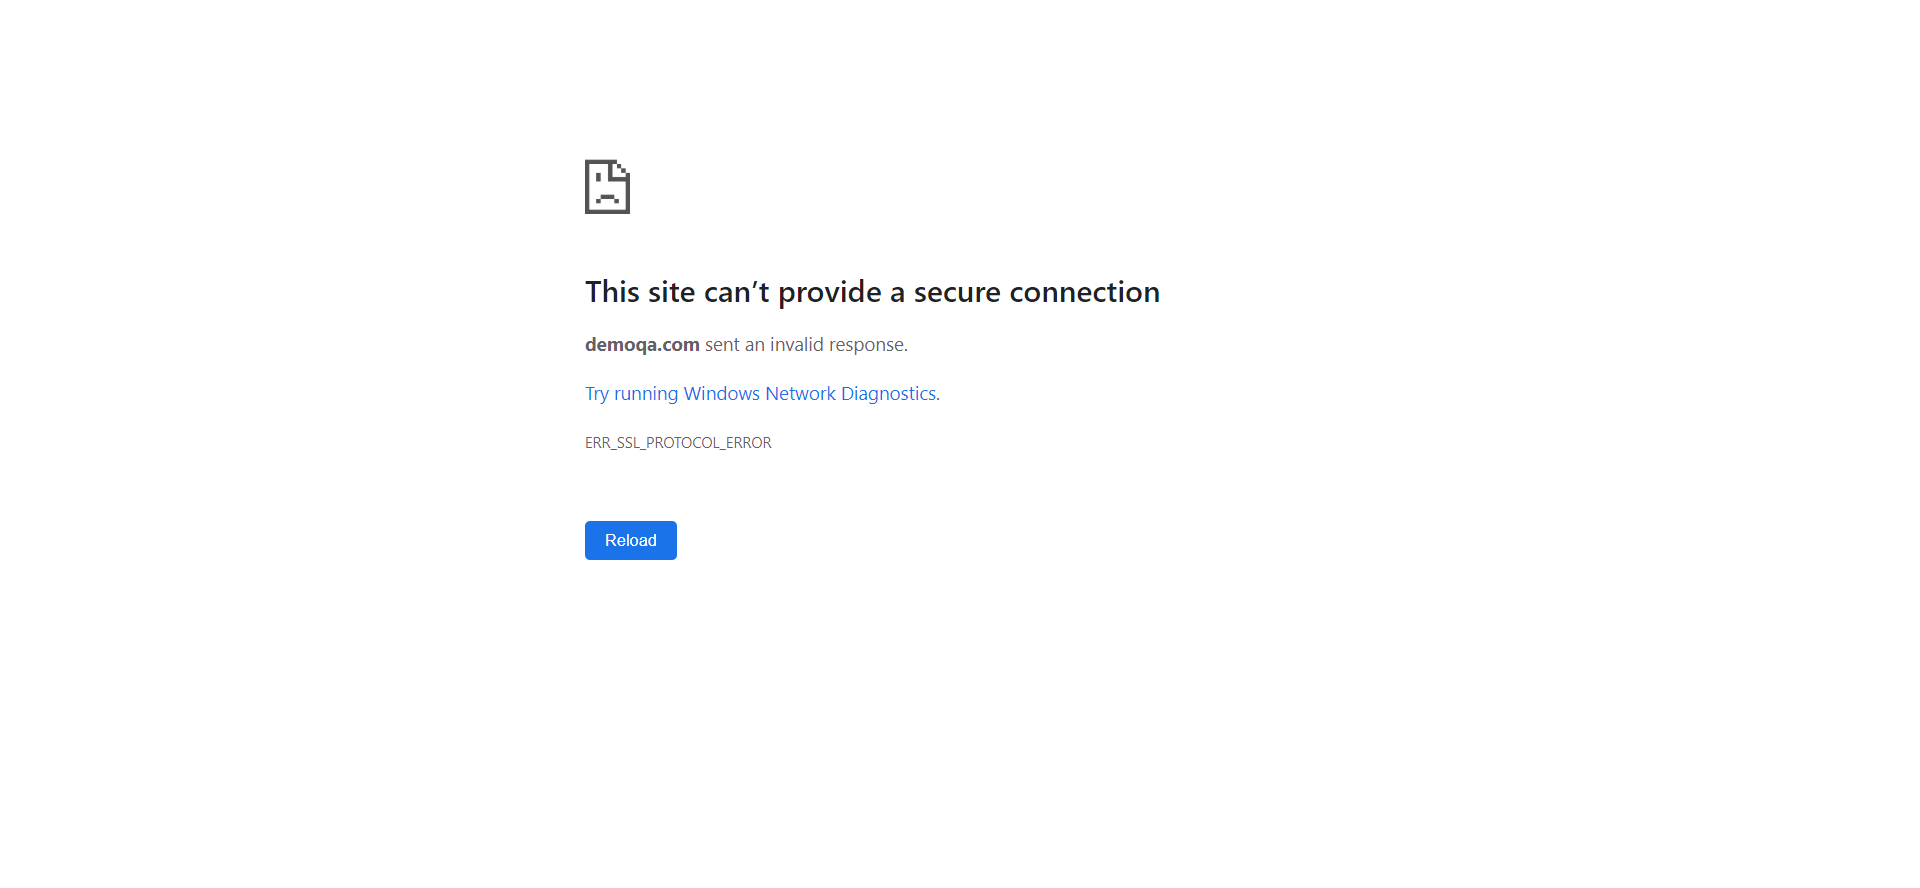 This site can’t provide a secure connection
demoqa.com sent an invalid response.
Try running Windows Network Diagnostics.
ERR_SSL_PROTOCOL_ERROR
Reload